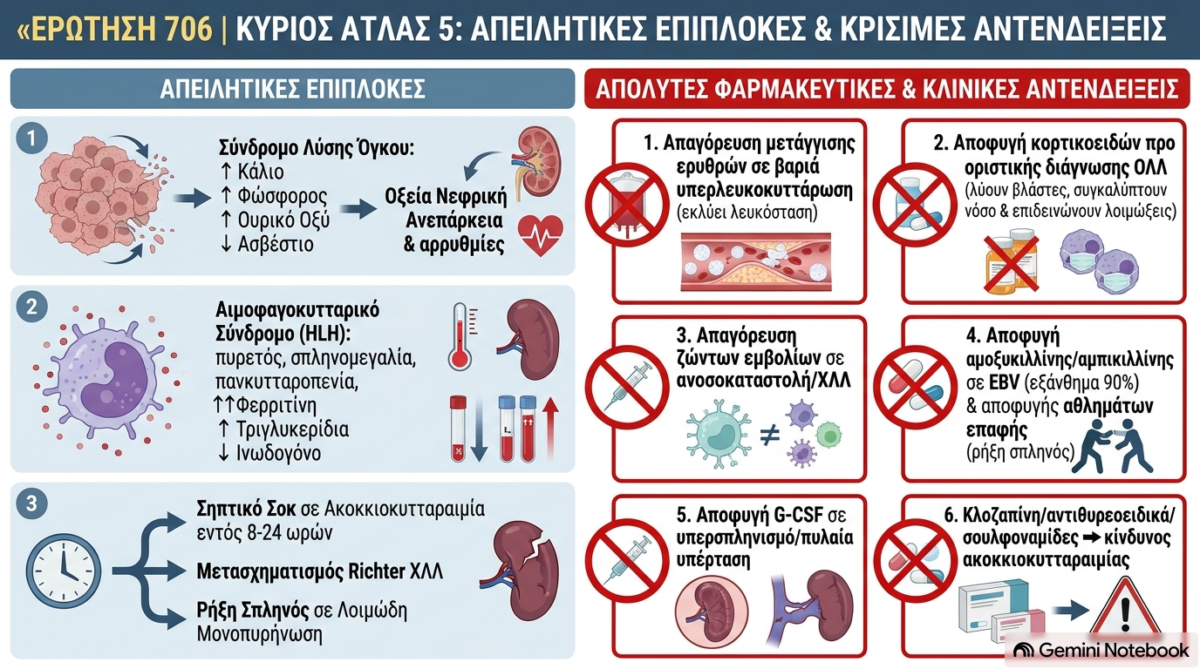 «ΕΡΩΤΗΣΗ 706 | ΚΥΡΙΟΣ ΑΤΛΑΣ 5: ΑΠΕΙΛΗΤΙΚΕΣ ΕΠΙΠΛΟΚΕΣ & ΚΡΙΣΙΜΕΣ ΑΝΤΕΝΔΕΙΞΕΙΣ
ΑΠΕΙΛΗΤΙΚΕΣ ΕΠΙΠΛΟΚΕΣ
1
Σύνδρομο Λύσης Όγκου:
↑ Κάλιο
↑ Φώσφορος
↑ Ουρικό Οξύ
↓ Ασβέστιο
Οξεία Νεφρική
Ανεπάρκεια
& αρρυθμίες
2
Αιμοφαγοκυτταρικό
Σύνδρομο (HLH):
πυρετός, σπληνομεγαλία,
πανκυτταροπενία,
↑↑Φερριτίνη
↑ Τριγλυκερίδια
↓ Ινωδογόνο
3
Σηπτικό Σοκ σε Ακοκκιοκυτταραιμία
εντός 8-24 ωρών
Μετασχηματισμός Richter ΧΛΛ
Ρήξη Σπληνός σε Λοιμώδη
Μονοπυρήνωση
ΑΠΟΛΥΤΕΣ ΦΑΡΜΑΚΕΥΤΙΚΕΣ & ΚΛΙΝΙΚΕΣ ΑΝΤΕΝΔΕΙΞΕΙΣ
1. Απαγόρευση μετάγγισης
ερυθρών σε βαριά
υπερλευκοκυττάρωση
(εκλύει λευκόσταση)
2. Αποφυγή κορτικοειδών προ
οριστικής διάγνωσης ΟΛΛ
(λύουν βλάστες, συγκαλύπτουν
νόσο & επιδεινώνουν λοιμώξεις)
3. Απαγόρευση
ζώντων εμβολίων σε
ανοσοκαταστολή/ΧΛΛ
≠
4. Αποφυγή
αμοξυκιλλίνης/αμπικιλλίνης
σε EBV (εξάνθημα 90%)
& αποφυγής αθλημάτων
επαφής
(ρήξη σπληνός)
5. Αποφυγή G-CSF σε
υπερσπληνισμό/πυλαία
υπέρταση
6. Κλοζαπίνη/αντιθυρεοειδικά/
σουλφοναμίδες → κίνδυνος
ακοκκιοκυτταραιμίας
Gemini Notebook